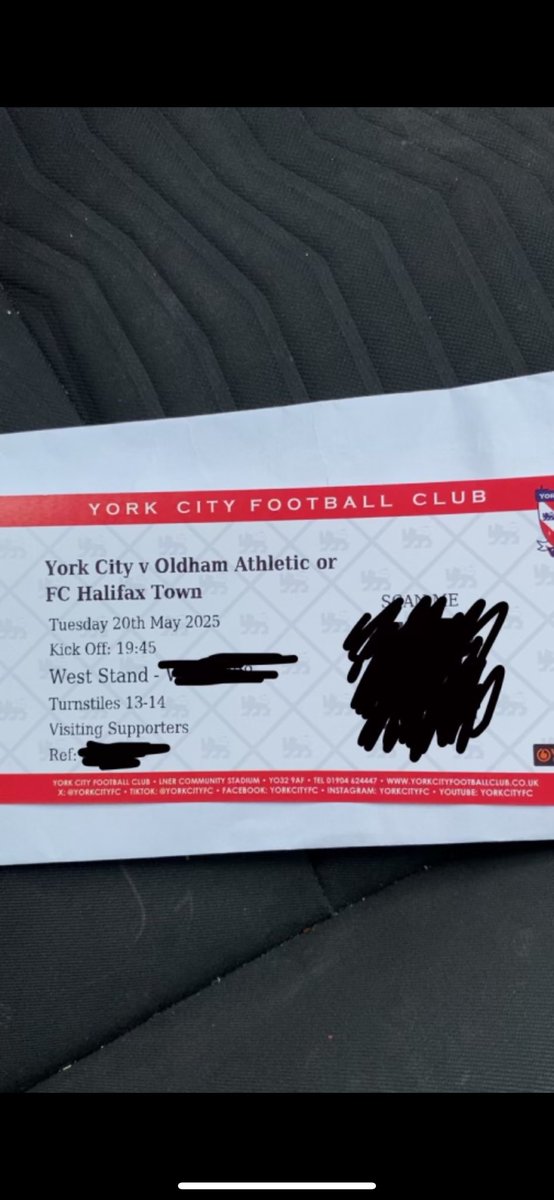 YORK CITY FOOTBALL CLUB
York City v Oldham Athletic or
FC Halifax Town
SCAN ME
Tuesday 20th May 2025
Kick Off: 19:45
West Stand -
Turnstiles 13-14
Visiting Supporters
Ref:
YORK CITY FOOTBALL CLUB • LNER COMMUNITY STADIUM • YO32 9AF • TEL 01904 624447 • WWW.YORKCITYFOOTBALLCLUB.CO.UK
X: @YORKCITYFC • TIKTOK: @YORKCITYFC • FACEBOOK: YORKCITYFC • INSTAGRAM: YORKCITYFC • YOUTUBE: YORKCITYFC